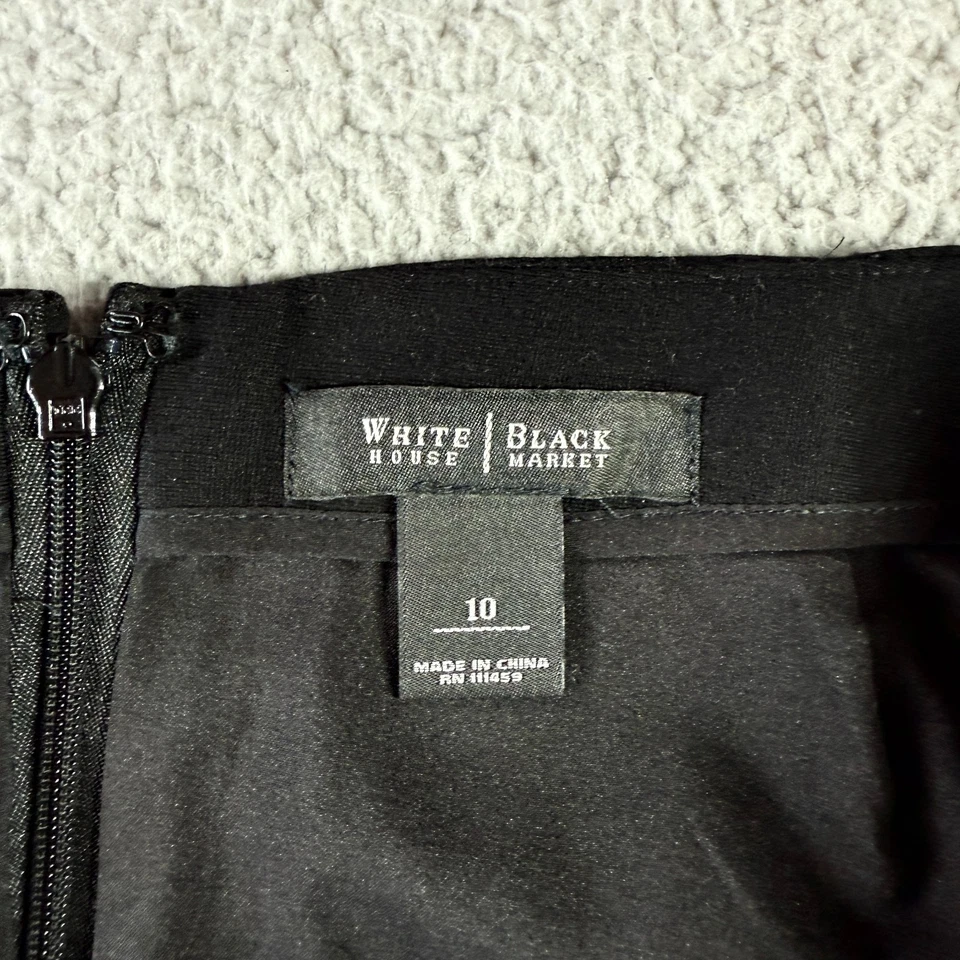 WHITE | BLACK
HOUSE MARKET
10
MADE IN CHINA
RN 111459